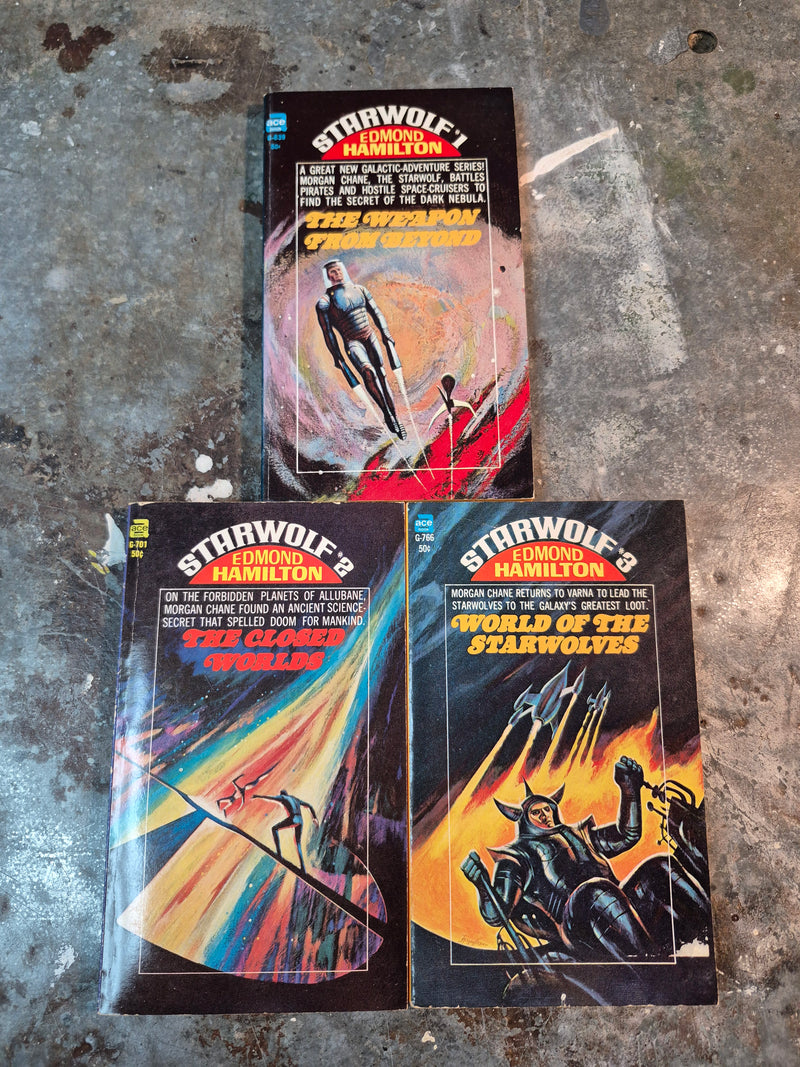 ace
50¢
STARWOLF #1
EDMOND
HAMILTON
A GREAT NEW GALACTIC-ADVENTURE SERIES!
MORGAN CHANE, THE STARWOLF, BATTLES
PIRATES AND HOSTILE SPACE-CRUISERS TO
FIND THE SECRET OF THE DARK NEBULA.
THE WEAPON
FROM BEYOND
ace
G-701
50¢
STARWOLF #2
EDMOND
HAMILTON
ON THE FORBIDDEN PLANETS OF ALLUBANE,
MORGAN CHANE FOUND AN ANCIENT SCIENCE-
SECRET THAT SPELLED DOOM FOR MANKIND.
THE CLOSED
WORLDS
ace
G-766
50¢
STARWOLF #3
EDMOND
HAMILTON
MORGAN CHANE RETURNS TO VARNA TO LEAD THE
STARWOLVES TO THE GALAXY'S GREATEST LOOT.
WORLD OF THE
STARWOLVES